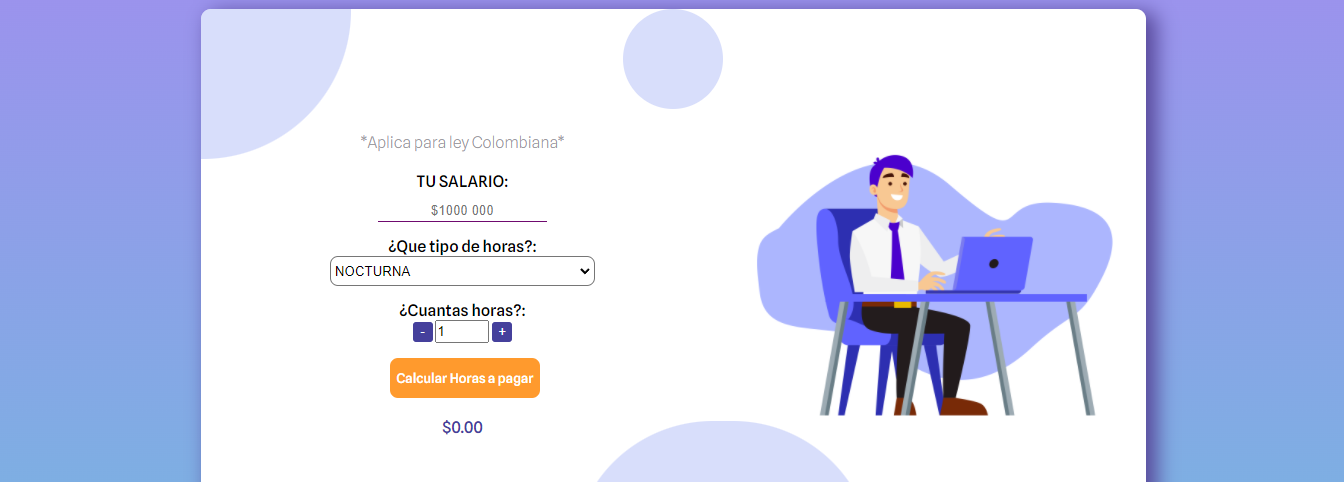 *Aplica para ley Colombiana*
TU SALARIO:
$1000 000
¿Que tipo de horas?:
NOCTURNA
¿Cuantas horas?:
- 1 +
Calcular Horas a pagar
$0.00